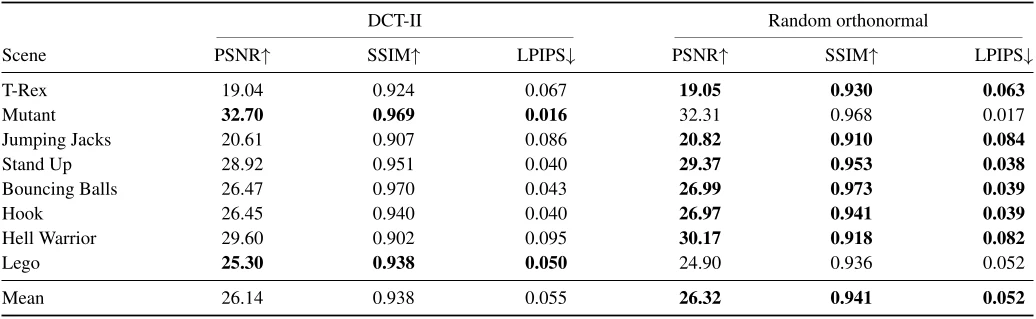 DCT-II Random orthonormal
Scene PSNR↑ SSIM↑ LPIPS↓ PSNR↑ SSIM↑ LPIPS↓
T-Rex 19.04 0.924 0.067 19.05 0.930 0.063
Mutant 32.70 0.969 0.016 32.31 0.968 0.017
Jumping Jacks 20.61 0.907 0.086 20.82 0.910 0.084
Stand Up 28.92 0.951 0.040 29.37 0.953 0.038
Bouncing Balls 26.47 0.970 0.043 26.99 0.973 0.039
Hook 26.45 0.940 0.040 26.97 0.941 0.039
Hell Warrior 29.60 0.902 0.095 30.17 0.918 0.082
Lego 25.30 0.938 0.050 24.90 0.936 0.052
Mean 26.14 0.938 0.055 26.32 0.941 0.052